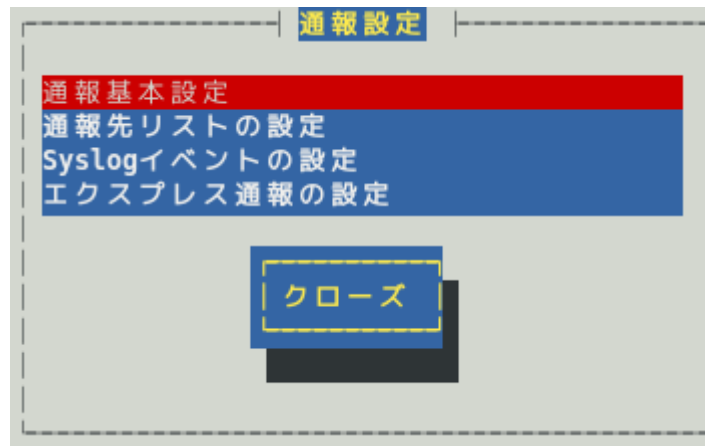 通報設定
通報基本設定
通報先リストの設定
Syslogイベントの設定
エクスプレス通報の設定
クローズ